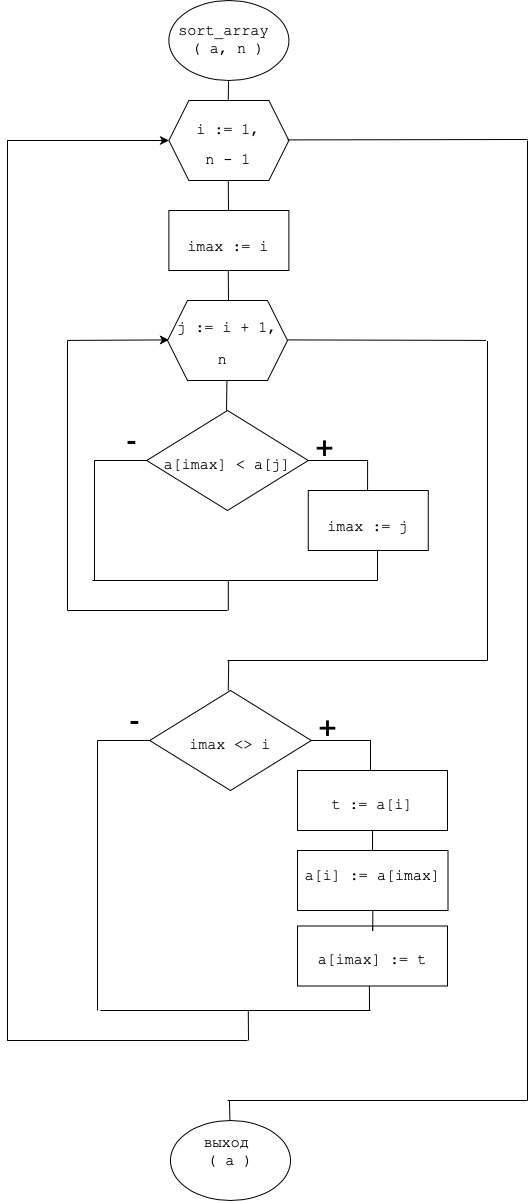 sort_array
( a, n )
i := 1,
n - 1
imax := i
j := i + 1,
n
-
+
a[imax] < a[j]
imax := j
-
+
imax <> i
t := a[i]
a[i] := a[imax]
a[imax] := t
выход
( a )